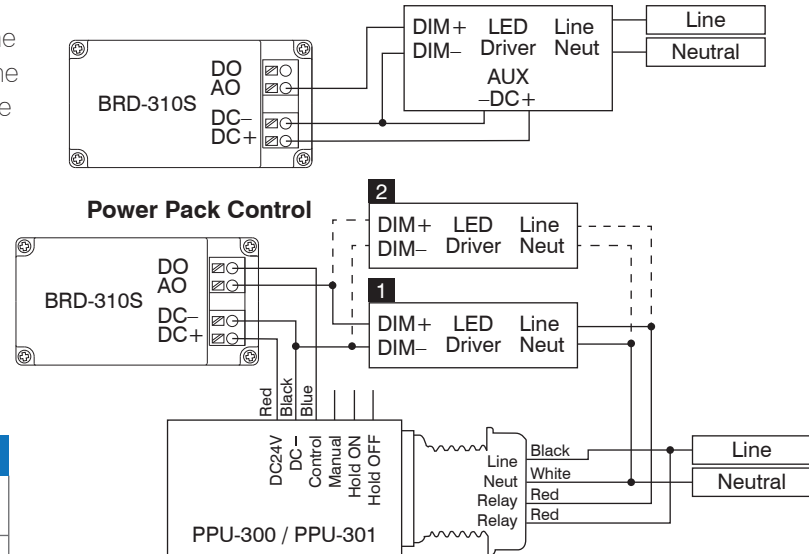 DIM+ LED Line
DIM– Driver Neut
AUX
–DC+
Line
Neutral
BRD-310S
DO
AO
DC–
DC+
Power Pack Control
2
DIM+ LED Line
DIM– Driver Neut
BRD-310S
DO
AO
DC–
DC+
1
DIM+ LED Line
DIM– Driver Neut
Red
Black
Blue
DC24V
DC–
Control
Manual
Hold ON
Hold OFF
PPU-300 / PPU-301
Line
Neut
Relay
Relay
Black
White
Red
Red
Line
Neutral